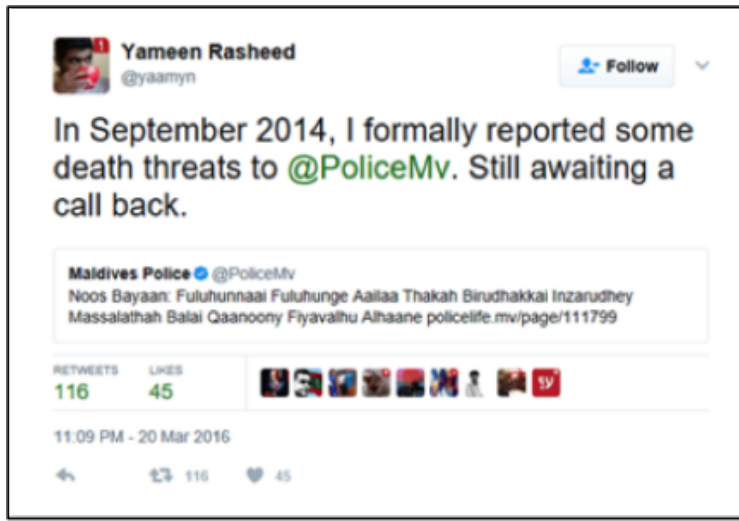 Yameen Rasheed
@yaamyn
Follow
In September 2014, I formally reported some
death threats to @PoliceMv. Still awaiting a
call back.
Maldives Police @PoliceMv
Noos Bayaan: Fuluhunnaai Fuluhunge Aailaa Thakah Birudhakkai Inzarudhey
Massalathah Balai Qaanoony Fiyavalhu Alhaane policelife.mv/page/111799
RETWEETS LIKES
116 45
11:09 PM - 20 Mar 2016
116 45